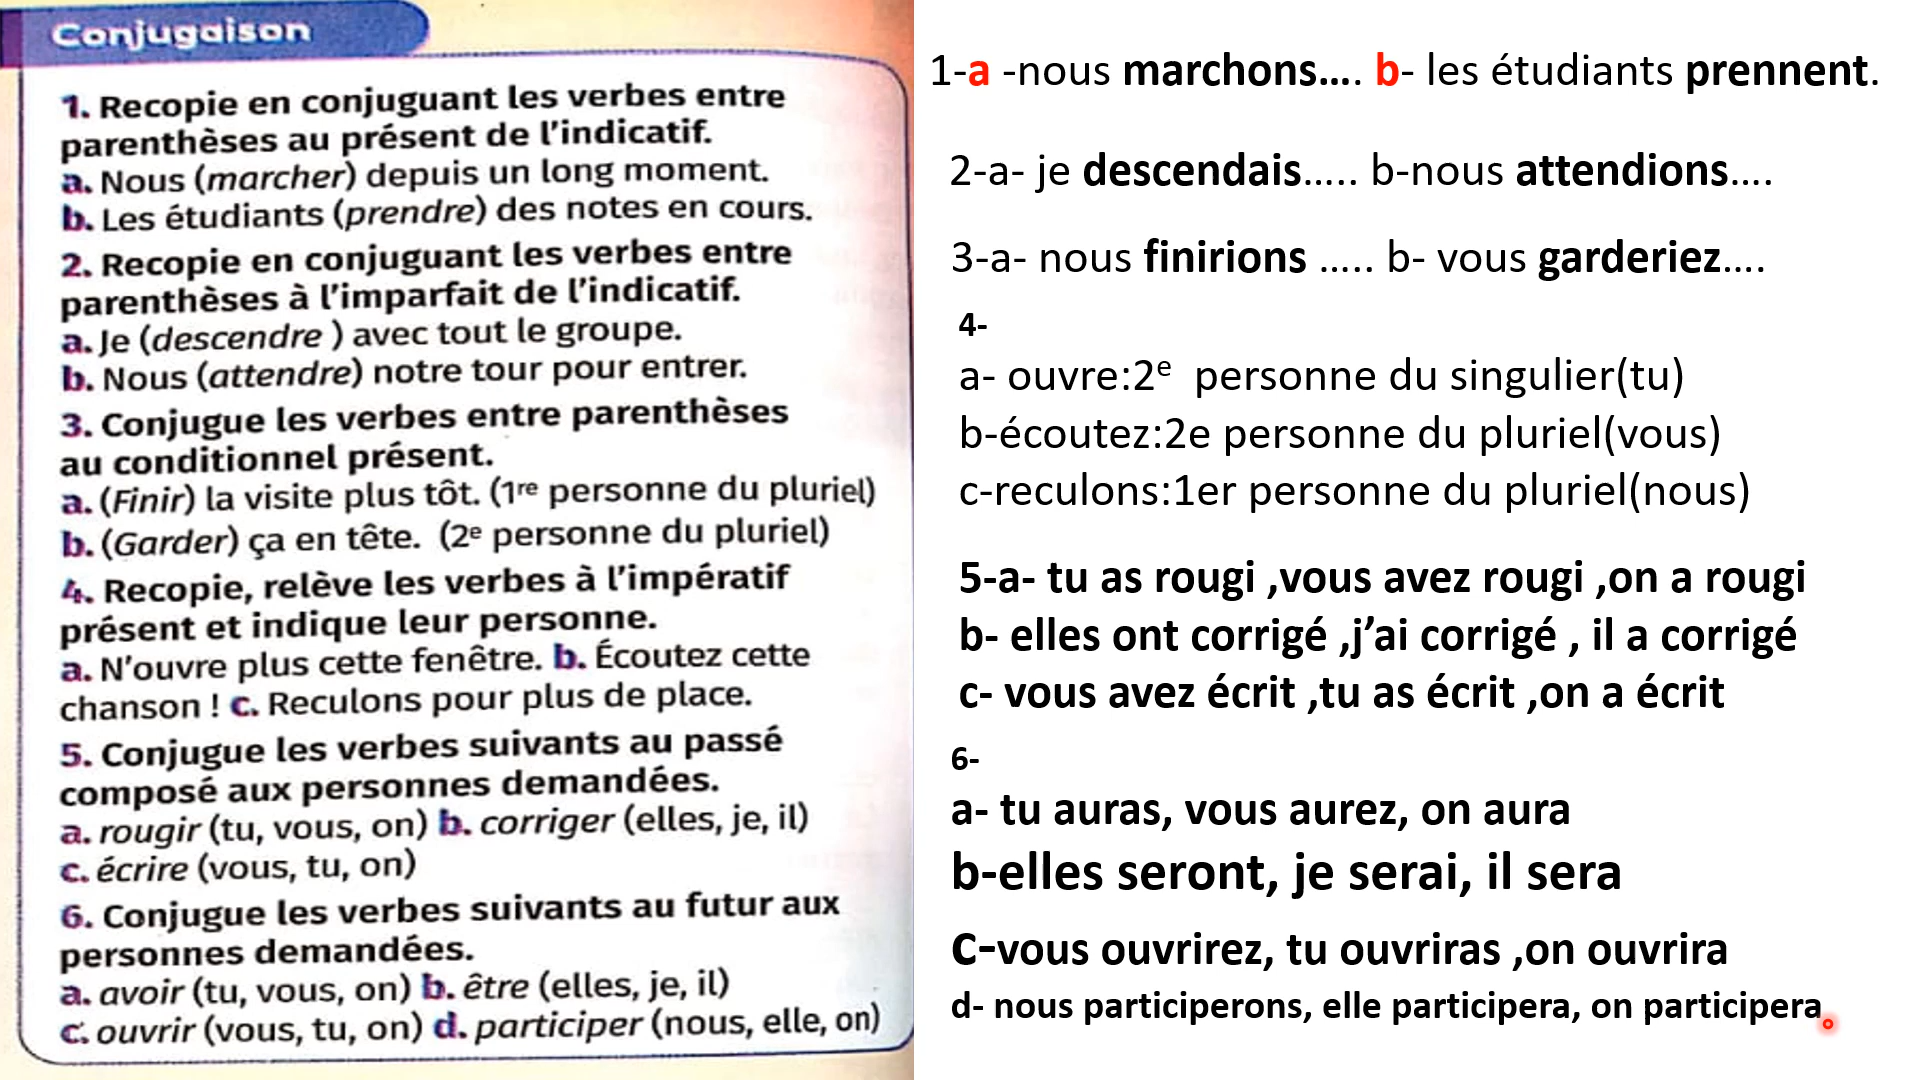 Conjugaison
1. Recopie en conjuguant les verbes entre
parenthèses au présent de l'indicatif.
a. Nous (marcher) depuis un long moment.
b. Les étudiants (prendre) des notes en cours.
2. Recopie en conjuguant les verbes entre
parenthèses à l'imparfait de l'indicatif.
a. Je (descendre ) avec tout le groupe.
b. Nous (attendre) notre tour pour entrer.
3. Conjugue les verbes entre parenthèses
au conditionnel présent.
a. (Finir) la visite plus tôt. (1re personne du pluriel)
b. (Garder) ça en tête. (2e personne du pluriel)
4. Recopie, relève les verbes à l'impératif
présent et indique leur personne.
a. N'ouvre plus cette fenêtre. b. Écoutez cette
chanson ! c. Reculons pour plus de place.
5. Conjugue les verbes suivants au passé
composé aux personnes demandées.
a. rougir (tu, vous, on) b. corriger (elles, je, il)
c. écrire (vous, tu, on)
6. Conjugue les verbes suivants au futur aux
personnes demandées.
a. avoir (tu, vous, on) b. être (elles, je, il)
c. ouvrir (vous, tu, on) d. participer (nous, elle, on)
1-a -nous marchons…. b- les étudiants prennent.
2-a- je descendais….. b-nous attendions….
3-a- nous finirions ….. b- vous garderiez….
4-
a- ouvre:2e personne du singulier(tu)
b-écoutez:2e personne du pluriel(vous)
c-reculons:1er personne du pluriel(nous)
5-a- tu as rougi ,vous avez rougi ,on a rougi
b- elles ont corrigé ,j’ai corrigé , il a corrigé
c- vous avez écrit ,tu as écrit ,on a écrit
6-
a- tu auras, vous aurez, on aura
b-elles seront, je serai, il sera
c-vous ouvrirez, tu ouvriras ,on ouvrira
d- nous participerons, elle participera, on participera